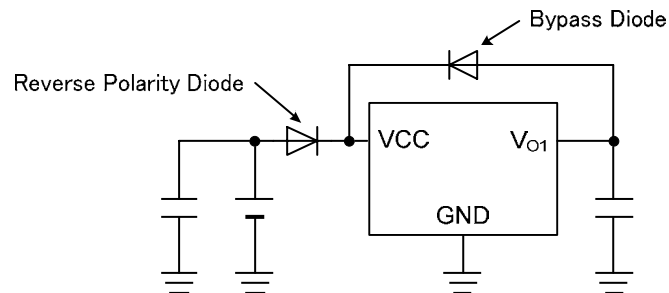 Bypass Diode
Reverse Polarity Diode
VCC
VO1
GND